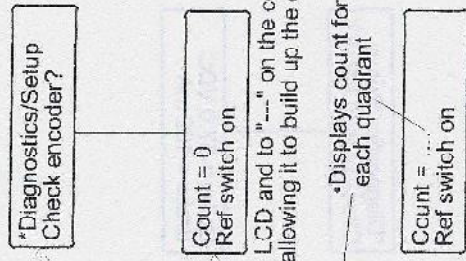 *Diagnostics/Setup
Check encoder?
Count = 0
Ref switch on
LCD and to "---" on the
allowing it to build up the
*Displays count for
each quadrant
Count = ....
Ref switch on